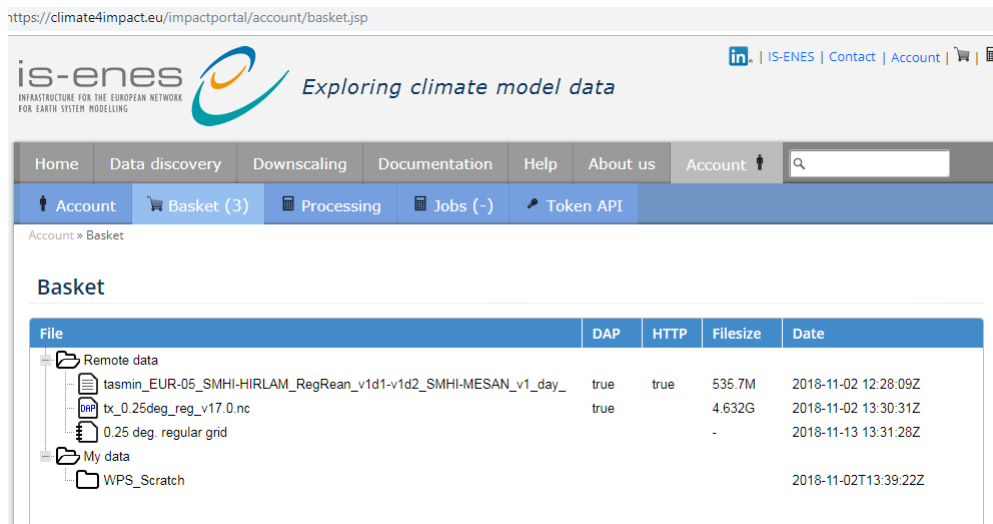 ttps://climate4impact.eu/impactportal/account/basket.jsp
is-enes
INFRASTRUCTURE FOR THE EUROPEAN NETWORK
FOR EARTH SYSTEM MODELLING
Exploring climate model data
in. | IS-ENES | Contact | Account | |
Home Data discovery Downscaling Documentation Help About us Account
Account Basket (3) Processing Jobs (-) Token API
Account » Basket
Basket
File DAP HTTP Filesize Date
Remote data
tasmin_EUR-05_SMHI-HIRLAM_RegRean_v1d1-v1d2_SMHI-MESAN_v1_day_ true true 535.7M 2018-11-02 12:28:09Z
DAP tx_0.25deg_reg_v17.0.nc true 4.632G 2018-11-02 13:30:31Z
0.25 deg. regular grid - 2018-11-13 13:31:28Z
My data
WPS_Scratch 2018-11-02T13:39:22Z